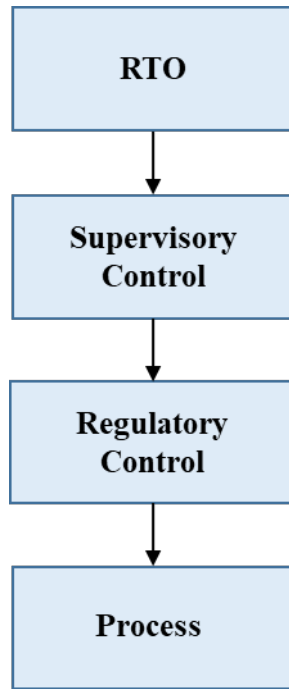 RTO
Supervisory
Control
Regulatory
Control
Process